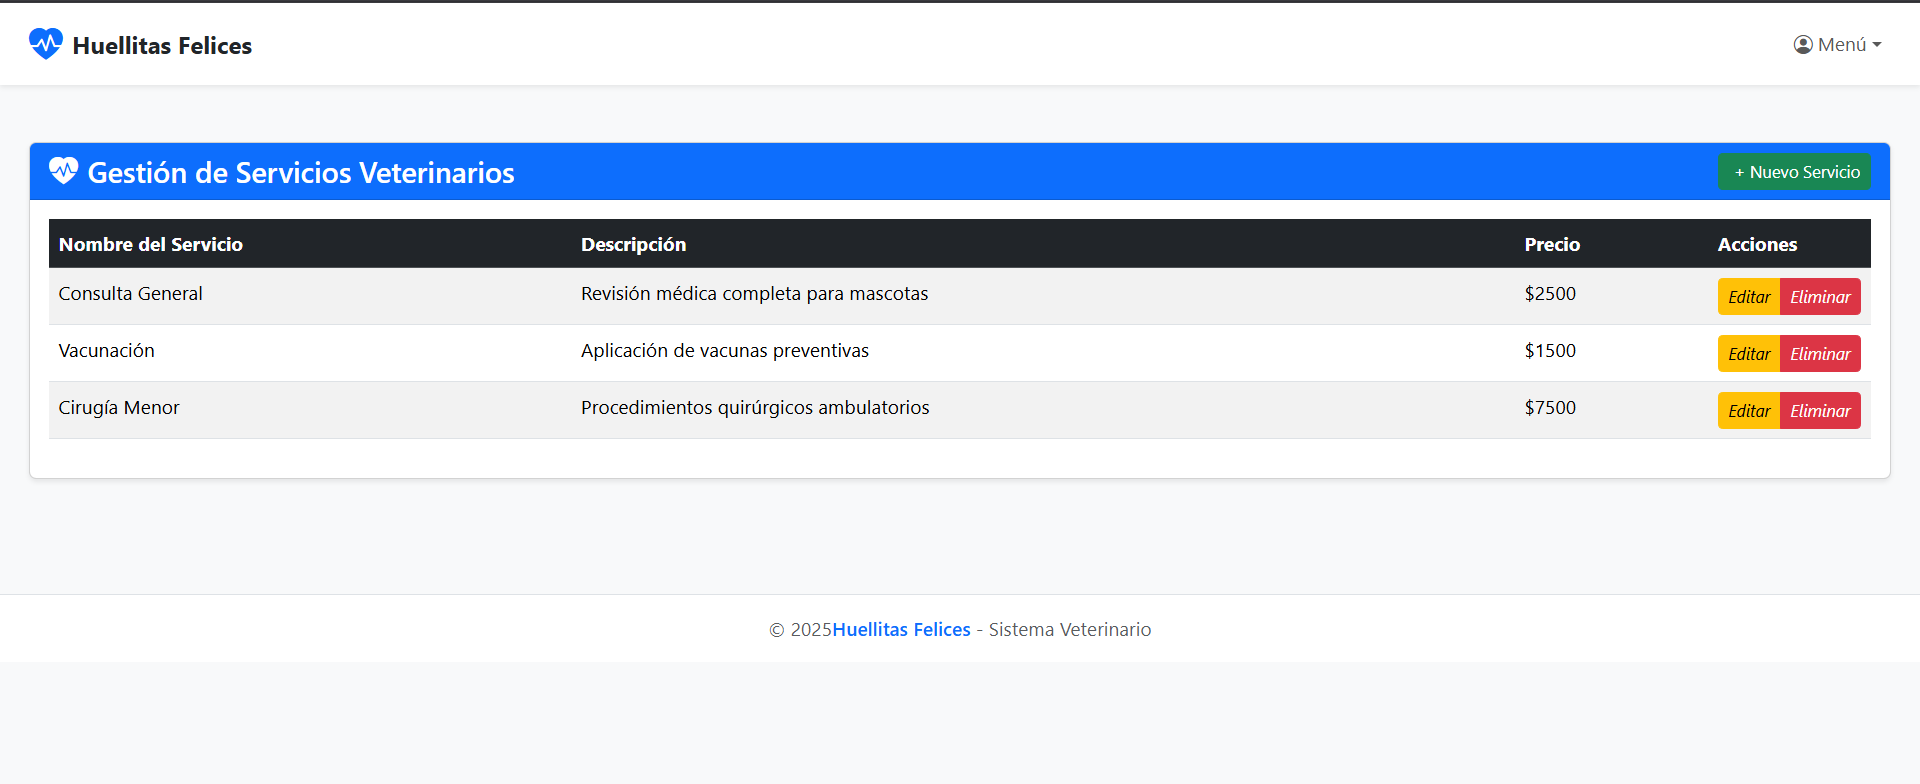 Huellitas Felices
Menú
Gestión de Servicios Veterinarios
+ Nuevo Servicio
Nombre del Servicio Descripción Precio Acciones
Consulta General Revisión médica completa para mascotas $2500 Editar Eliminar
Vacunación Aplicación de vacunas preventivas $1500 Editar Eliminar
Cirugía Menor Procedimientos quirúrgicos ambulatorios $7500 Editar Eliminar
© 2025Huellitas Felices - Sistema Veterinario